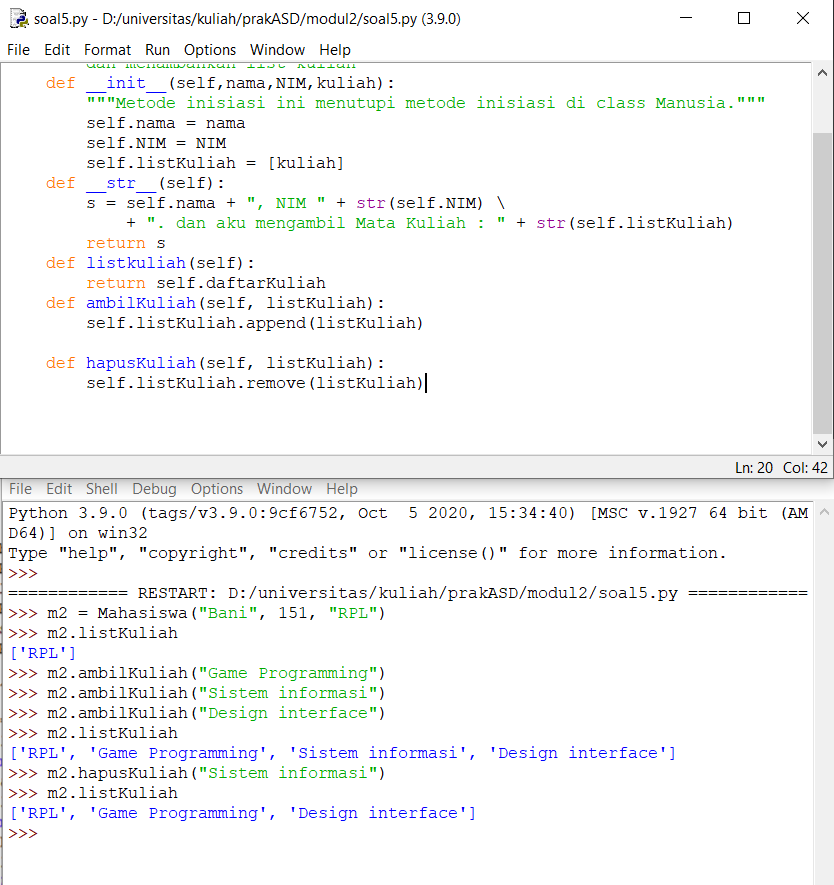 soal5.py - D:/universitas/kuliah/prakASD/modul2/soal5.py (3.9.0)
File Edit Format Run Options Window Help
dan menambahkan list kuliah
def __init__(self,nama,NIM,kuliah):
"""Metode inisiasi ini menutupi metode inisiasi di class Manusia."""
self.nama = nama
self.NIM = NIM
self.listKuliah = [kuliah]
def __str__(self):
s = self.nama + ", NIM " + str(self.NIM) \
+ ". dan aku mengambil Mata Kuliah : " + str(self.listKuliah)
return s
def listkuliah(self):
return self.daftarKuliah
def ambilKuliah(self, listKuliah):
self.listKuliah.append(listKuliah)
def hapusKuliah(self, listKuliah):
self.listKuliah.remove(listKuliah)
Ln: 20 Col: 42
File Edit Shell Debug Options Window Help
Python 3.9.0 (tags/v3.9.0:9cf6752, Oct  5 2020, 15:34:40) [MSC v.1927 64 bit (AM
D64)] on win32
Type "help", "copyright", "credits" or "license()" for more information.
>>>
============ RESTART: D:/universitas/kuliah/prakASD/modul2/soal5.py ============
>>> m2 = Mahasiswa("Bani", 151, "RPL")
>>> m2.listKuliah
['RPL']
>>> m2.ambilKuliah("Game Programming")
>>> m2.ambilKuliah("Sistem informasi")
>>> m2.ambilKuliah("Design interface")
>>> m2.listKuliah
['RPL', 'Game Programming', 'Sistem informasi', 'Design interface']
>>> m2.hapusKuliah("Sistem informasi")
>>> m2.listKuliah
['RPL', 'Game Programming', 'Design interface']
>>>